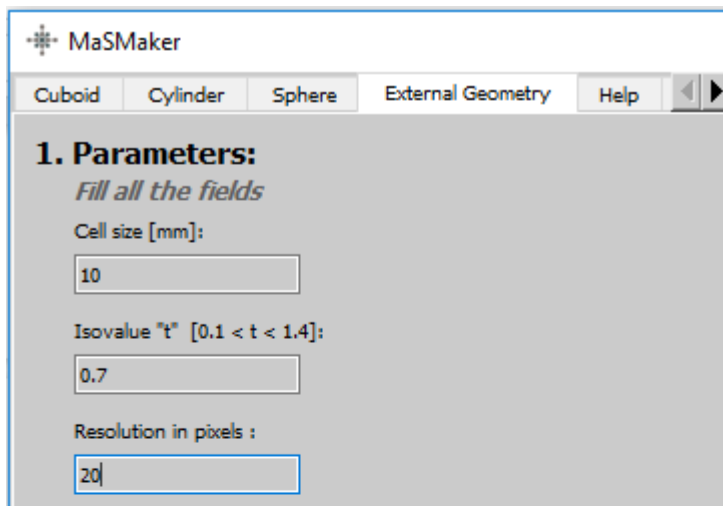 MaSMaker
Cuboid Cylinder Sphere External Geometry Help
1. Parameters:
Fill all the fields
Cell size [mm]:
10
Isovalue "t"  [0.1 < t < 1.4]:
0.7
Resolution in pixels :
20